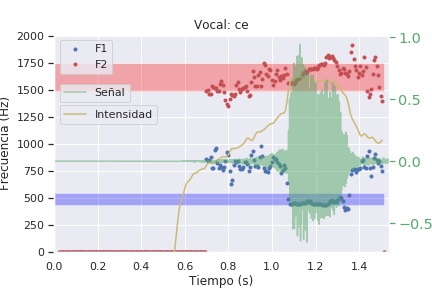 Vocal: ce
2000
1750
1500
1250
1000
750
500
250
0
Frecuencia (Hz)
F1
F2
Señal
Intensidad
1.0
0.5
0.0
−0.5
0.0 0.2 0.4 0.6 0.8 1.0 1.2 1.4
Tiempo (s)